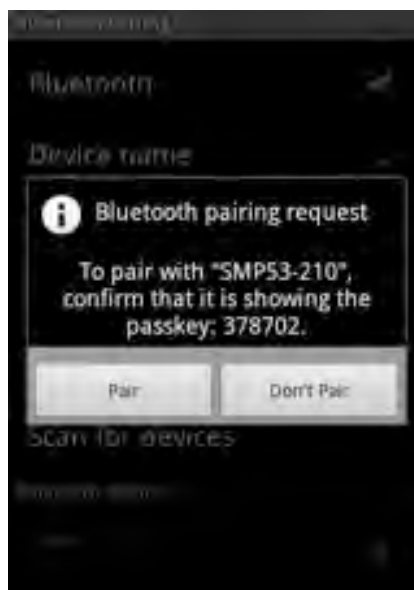 Bluetooth
Device name
Bluetooth pairing request
To pair with "SMP53-210",
confirm that it is showing the
passkey: 378702.
Pair
Don't Pair
Scan for devices